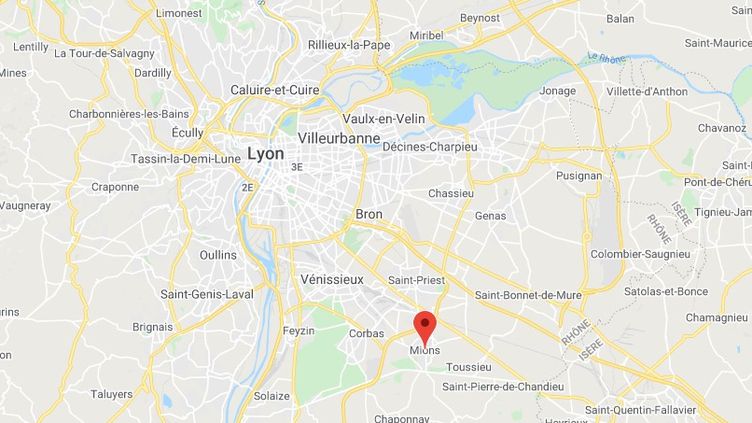 Limonest
Beynost
Balan
Lentilly
La Tour-de-Salvagny
Rillieux-la-Pape
Miribel
Saint-Maurice
Mines
Dardilly
Le Rhône
Caluire-et-Cuire
Jonage
Villette-d'Anthon
Charbonnières-les-Bains
Vaulx-en-Velin
Écully
Villeurbanne
Chavanoz
Tassin-la-Demi-Lune
Lyon
3E
Décines-Charpieu
Craponne
2E
Pusignan
Pont-de-Chéru
Vaugneray
Chassieu
Genas
Bron
RHÔNE
ISÈRE
Tignieu-Jam
Oullins
Colombier-Saugnieu
Vénissieux
Saint-Priest
Saint-Genis-Laval
Saint-Bonnet-de-Mure
Satolas-et-Bonce
Brignais
Feyzin
Corbas
RHÔNE
ISÈRE
Chamagnieu
Mions
Toussieu
Saint-Pierre-de-Chandieu
Taluyers
Solaize
Chaponnay
Heyrieux
Saint-Quentin-Fallavier